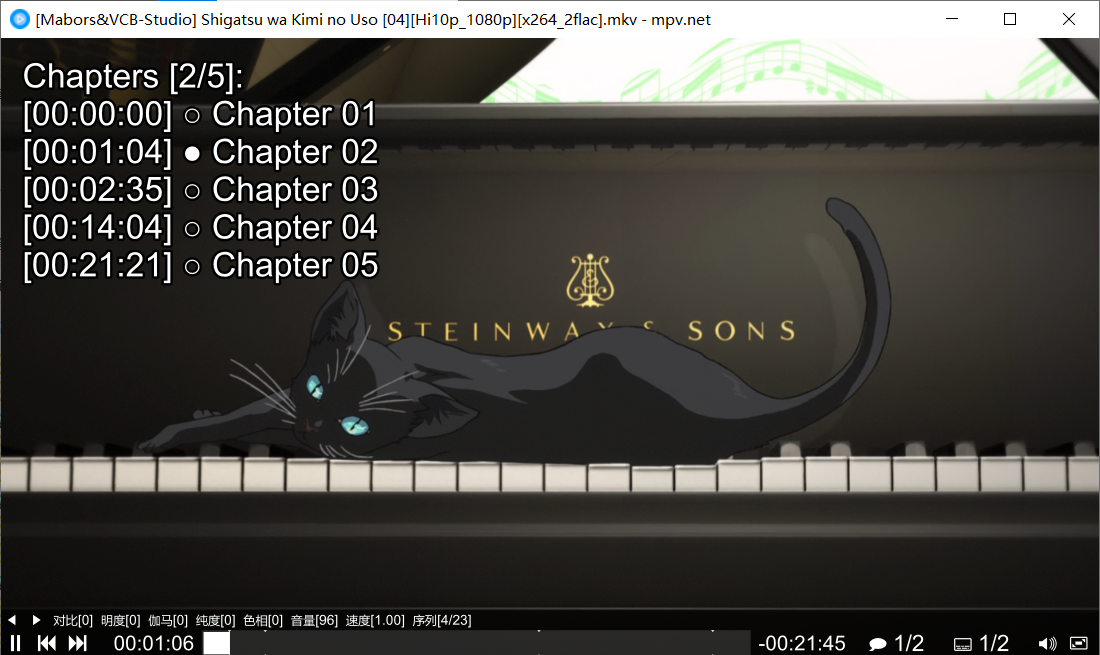 [Mabors&VCB-Studio] Shigatsu wa Kimi no Uso [04][Hi10p_1080p][x264_2flac].mkv - mpv.net
Chapters [2/5]:
[00:00:00] ○ Chapter 01
[00:01:04] ● Chapter 02
[00:02:35] ○ Chapter 03
[00:14:04] ○ Chapter 04
[00:21:21] ○ Chapter 05
STEINWAY & SONS
对比[0] 明度[0] 伽马[0] 纯度[0] 色相[0] 音量[96] 速度[1.00] 序列[4/23]
00:01:06 -00:21:45 1/2 1/2